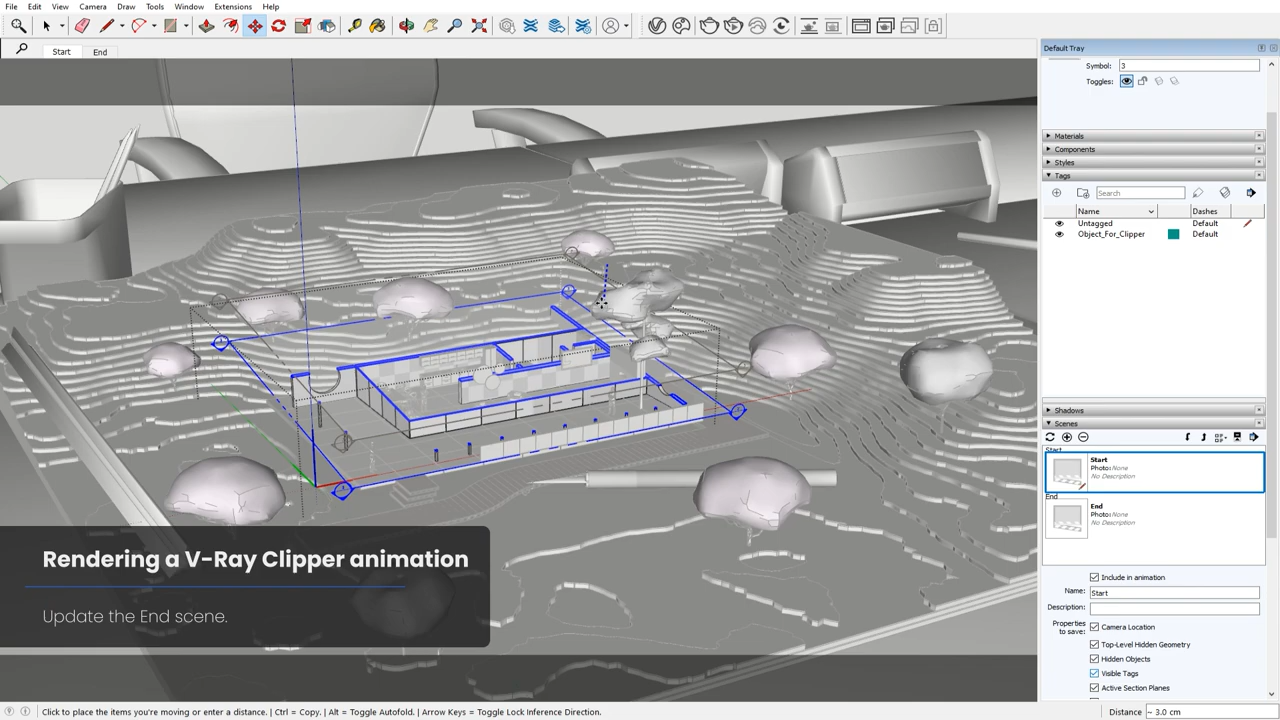 File Edit View Camera Draw Tools Window Extensions Help
Start End
Default Tray
Symbol: 3
Toggles:
Materials
Components
Styles
Tags
Search
Name Dashes
Untagged Default
Object_For_Clipper Default
Shadows
Scenes
Start
Start
Photo: None
No Description
End
End
Photo: None
No Description
Include in animation
Name: Start
Description:
Properties to save:
Camera Location
Top-Level Hidden Geometry
Hidden Objects
Visible Tags
Active Section Planes
Rendering a V-Ray Clipper animation
Update the End scene.
Click to place the items you're moving or enter a distance. | Ctrl = Copy. | Alt = Toggle Autofold. | Arrow Keys = Toggle Lock Inference Direction.
Distance ~ 3.0 cm